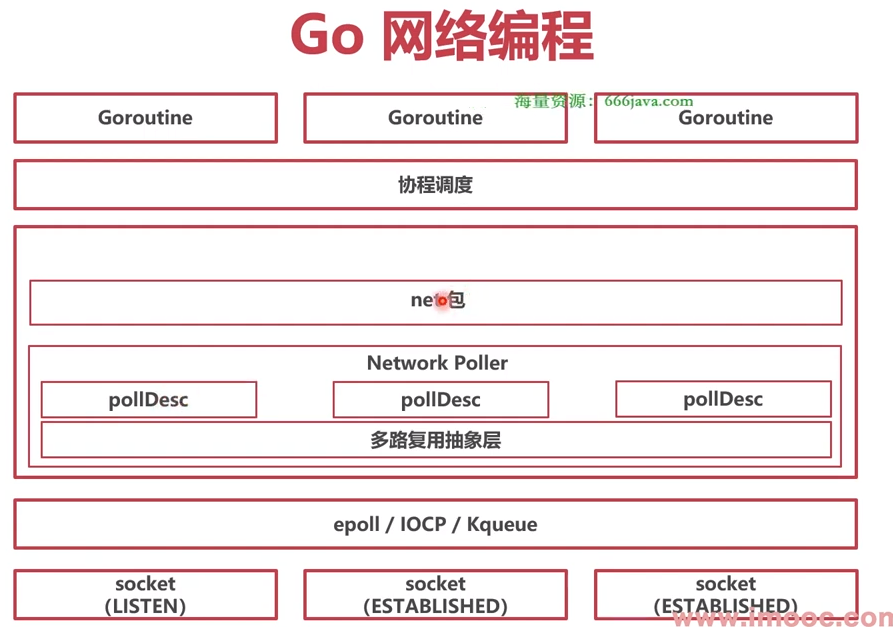 Go 网络编程
海量资源：666java.com
Goroutine
Goroutine
Goroutine
协程调度
net包
Network Poller
pollDesc
pollDesc
pollDesc
多路复用抽象层
epoll / IOCP / Kqueue
socket
(LISTEN)
socket
(ESTABLISHED)
socket
(ESTABLISHED)
www.imooc.com